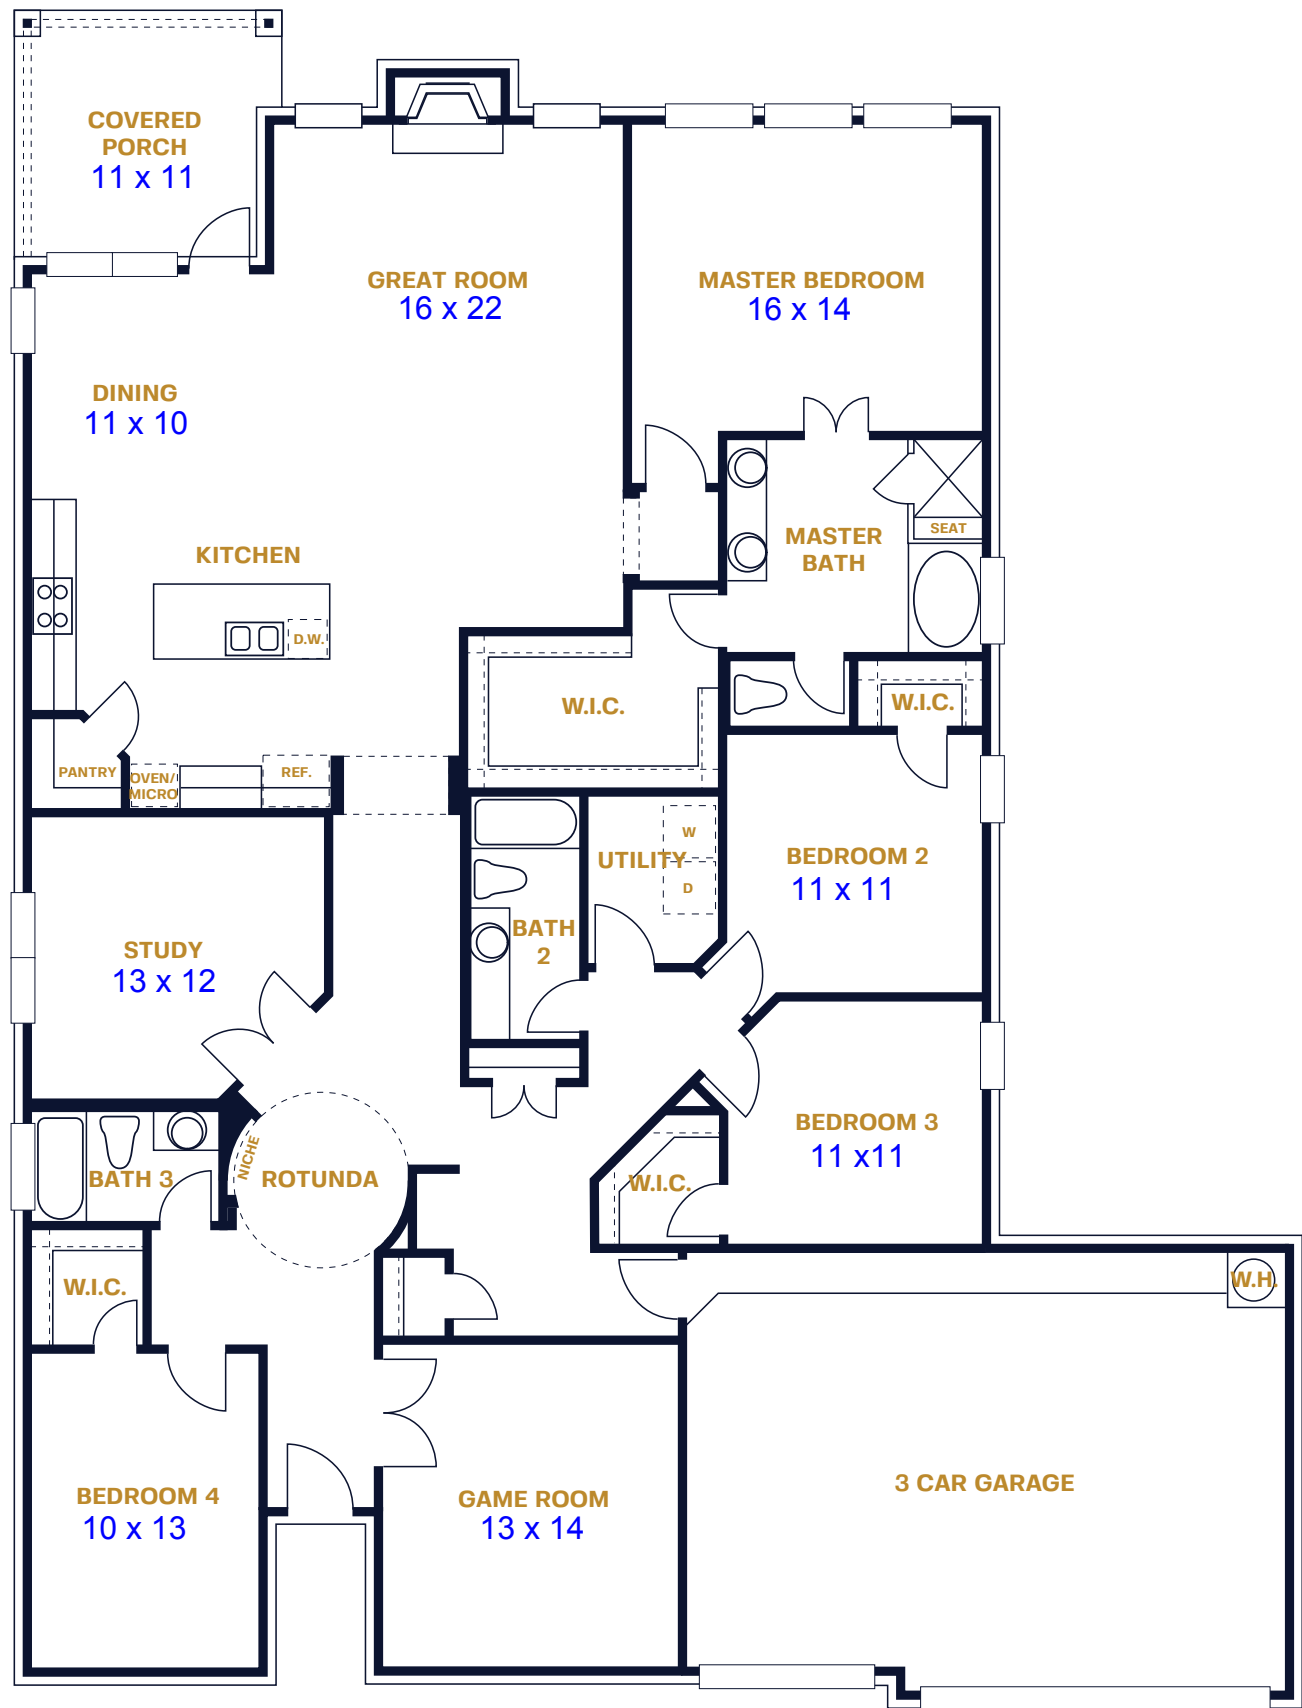 COVERED
PORCH
11 x 11
GREAT ROOM
16 x 22
MASTER BEDROOM
16 x 14
DINING
11 x 10
KITCHEN
D.W.
MASTER
BATH
SEAT
W.I.C.
W.I.C.
PANTRY
OVEN/
MICRO
REF.
UTILITY
W
D
BEDROOM 2
11 x 11
BATH
2
STUDY
13 x 12
BEDROOM 3
11 x11
W.I.C.
BATH 3
NICHE
ROTUNDA
W.I.C.
W.H.
BEDROOM 4
10 x 13
GAME ROOM
13 x 14
3 CAR GARAGE